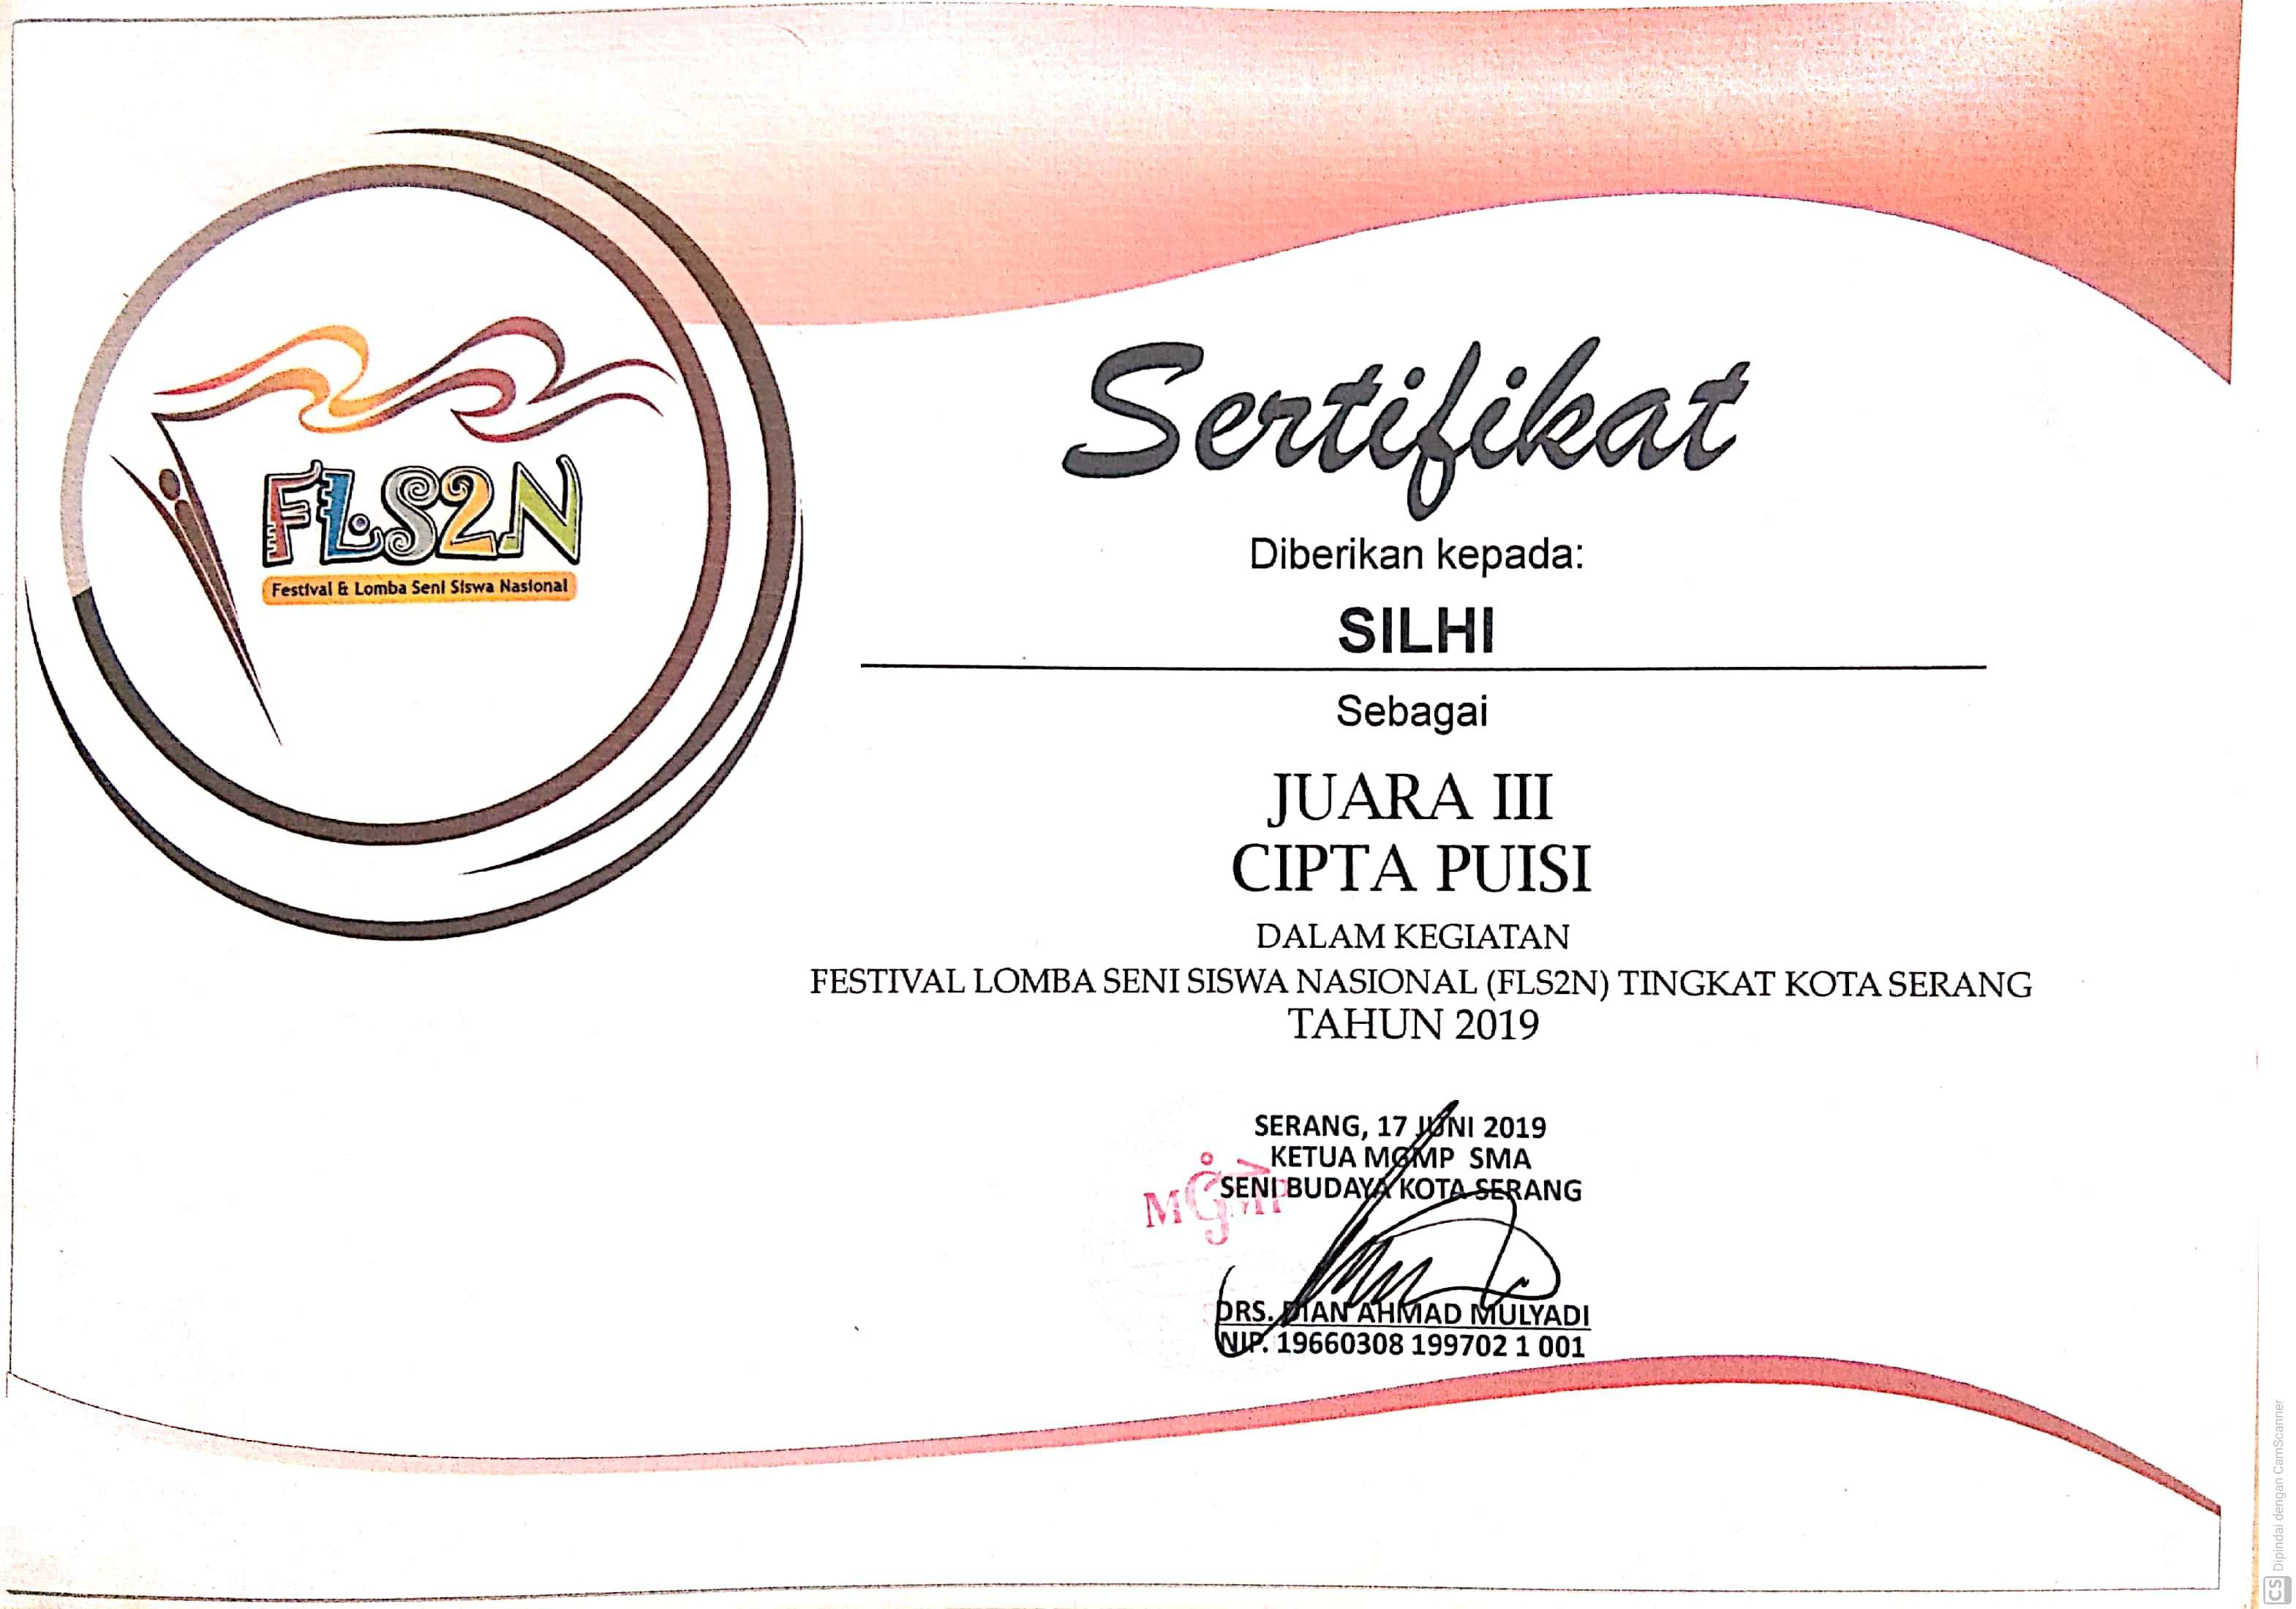 FLS2N
Festival & Lomba Seni Siswa Nasional
Sertifikat
Diberikan kepada:
SILHI
Sebagai
JUARA III
CIPTA PUISI
DALAM KEGIATAN
FESTIVAL LOMBA SENI SISWA NASIONAL (FLS2N) TINGKAT KOTA SERANG
TAHUN 2019
SERANG, 17 JUNI 2019
KETUA MGMP SMA
SENI BUDAYA KOTA SERANG
MGMP
DRS. DIAN AHMAD MULYADI
NIP. 19660308 199702 1 001
CS Dipindai dengan CamScanner